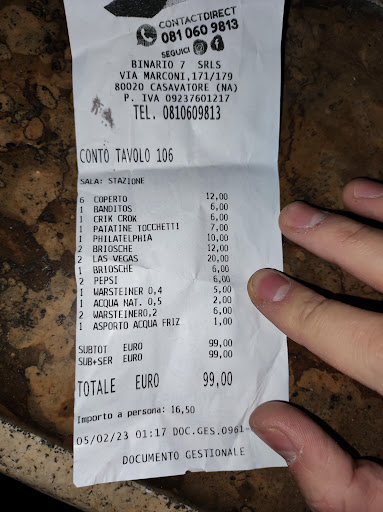 CONTACTDIRECT
081 060 9813
SEGUICI
BINARIO 7 SRLS
VIA MARCONI,171/179
80020 CASAVATORE (NA)
P. IVA 09237601217
TEL. 0810609813
CONTO TAVOLO 106
SALA: STAZIONE
6 COPERTO 12,00
1 BANDITOS 6,00
1 CRIK CROK 6,00
1 PATATINE TOCCHETTI 7,00
1 PHILATELPHIA 10,00
2 BRIOSCHE 12,00
2 LAS VEGAS 20,00
1 BRIOSCHE 6,00
2 PEPSI 6,00
1 WARSTEINER 0,4 5,00
1 ACQUA NAT. 0,5 2,00
2 WARSTEINER0,2 6,00
1 ASPORTO ACQUA FRIZ 1,00
SUBTOT EURO 99,00
SUB+SER EURO 99,00
TOTALE EURO 99,00
Importo a persona: 16,50
05/02/23 01:17 DOC.GES.0961-
DOCUMENTO GESTIONALE